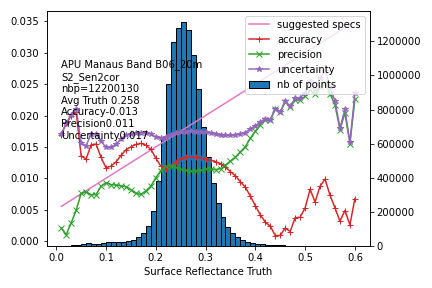 suggested specs
accuracy
precision
uncertainty
nb of points
APU Manaus Band B06_20m
S2_Sen2cor
nbp=12200130
Avg Truth 0.258
Accuracy-0.013
Precision0.011
Uncertainty0.017
0.035
0.030
0.025
0.020
0.015
0.010
0.005
0.000
1200000
1000000
800000
600000
400000
200000
0
0.0 0.1 0.2 0.3 0.4 0.5 0.6
Surface Reflectance Truth